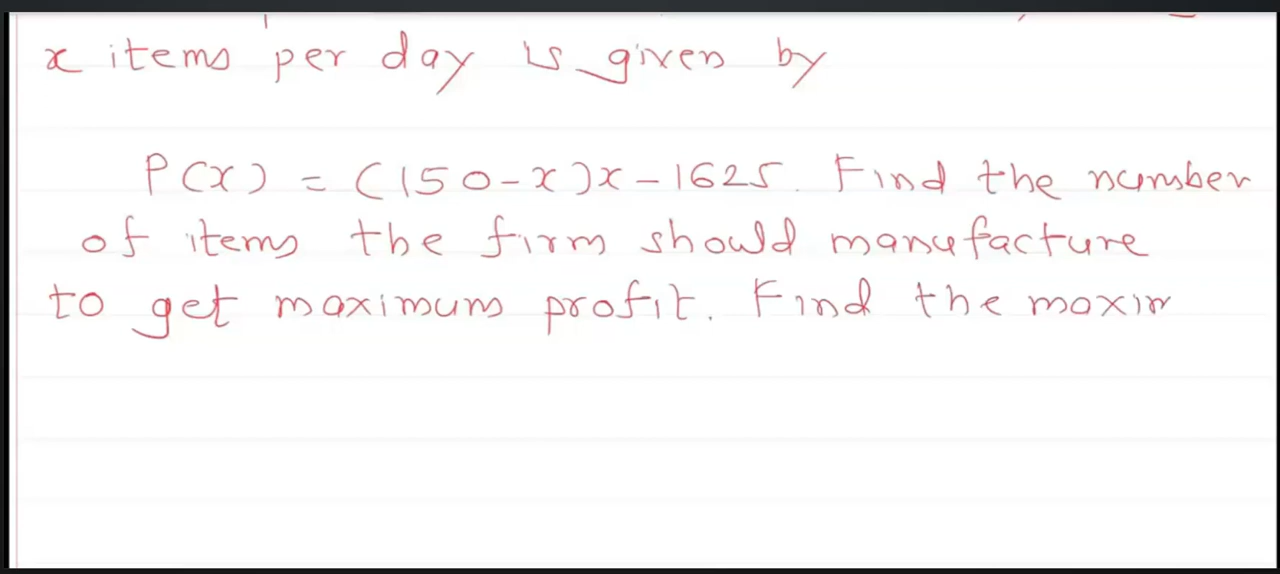 x items per day is given by
P(x) = (150-x)x-1625. Find the number
of items the firm should manufacture
to get maximum profit. Find the maxim